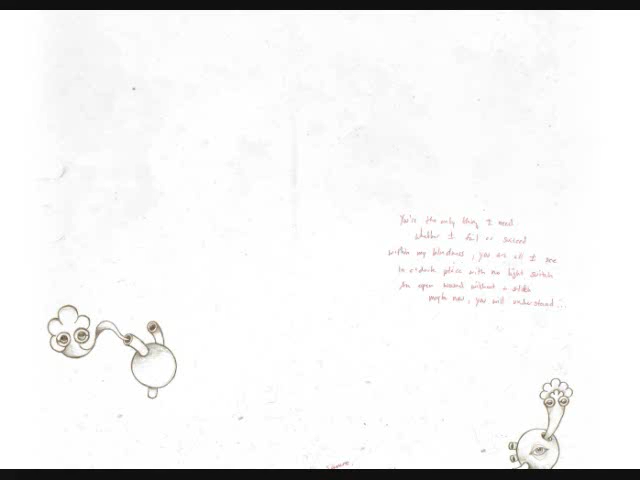 You're the only thing I need
whether I fail or succeed
within my blindness, you are all I see
In a dark place with no light switch
An open wound without a stitch
maybe now, you will understand...